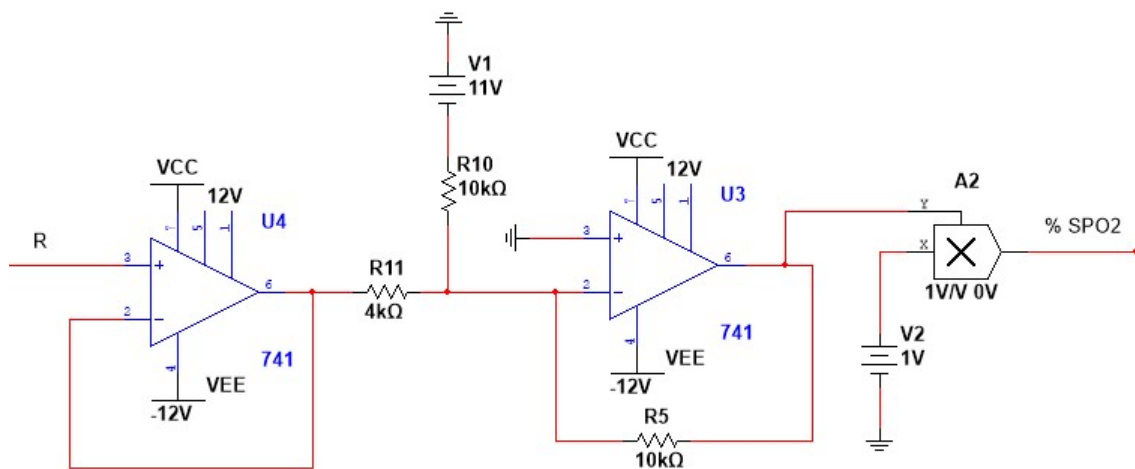 V1
11V
VCC
12V
7
5
1
U4
R10
10kΩ
VCC
12V
7
5
1
U3
A2
Y
R
3
6
2
4
741
VEE
-12V
R11
4kΩ
3
6
2
4
741
VEE
-12V
X
1V/V 0V
% SPO2
V2
1V
R5
10kΩ